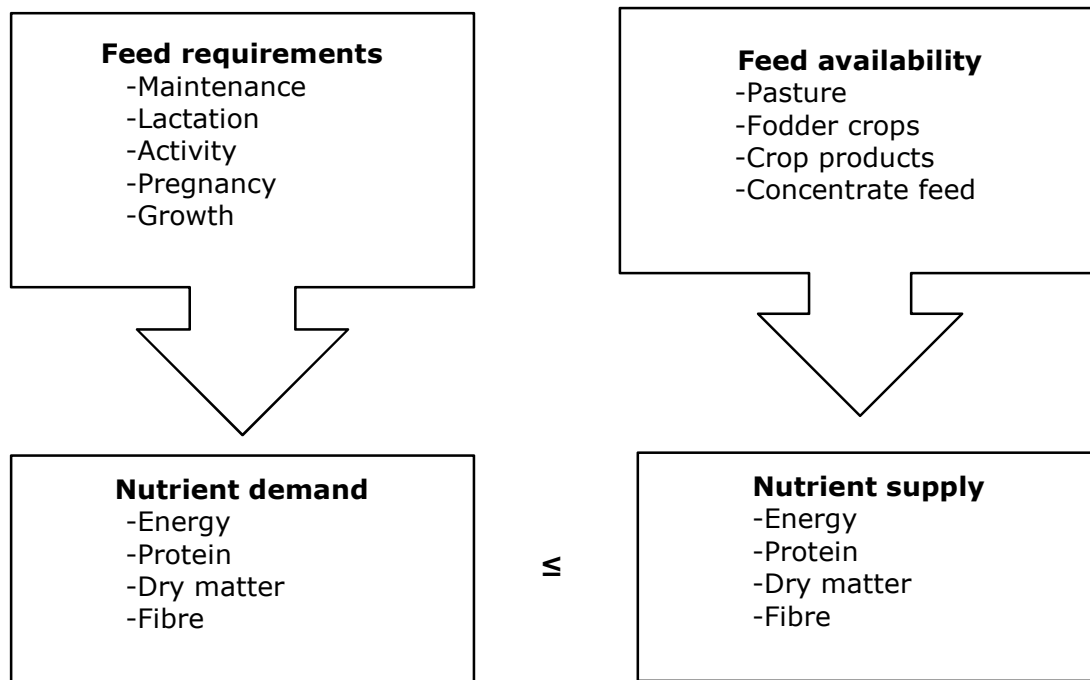 Feed requirements
-Maintenance
-Lactation
-Activity
-Pregnancy
-Growth
Feed availability
-Pasture
-Fodder crops
-Crop products
-Concentrate feed
Nutrient demand
-Energy
-Protein
-Dry matter
-Fibre
≤
Nutrient supply
-Energy
-Protein
-Dry matter
-Fibre